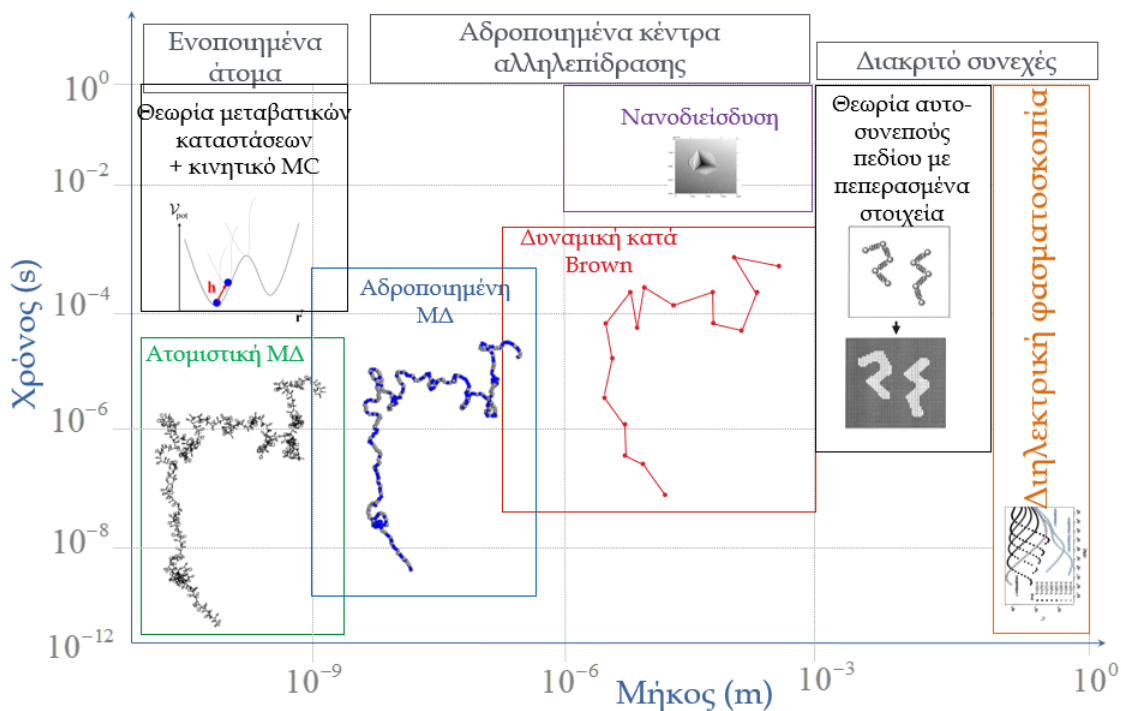 Ενοποιημένα
άτομα
Αδροποιημένα κέντρα
αλληλεπίδρασης
Διακριτό συνεχές
Χρόνος (s)
10⁰
10⁻²
10⁻⁴
10⁻⁶
10⁻⁸
10⁻¹²
Θεωρία μεταβατικών
καταστάσεων
+ κινητικό MC
𝒱pot
h
r
Ατομιστική ΜΔ
Αδροποιημένη
ΜΔ
Νανοδιείσδυση
Δυναμική κατά
Brown
Θεωρία αυτο-
συνεπούς
πεδίου με
πεπερασμένα
στοιχεία
Διηλεκτρική φασματοσκοπία
10⁻⁹
10⁻⁶
10⁻³
10⁰
Μήκος (m)